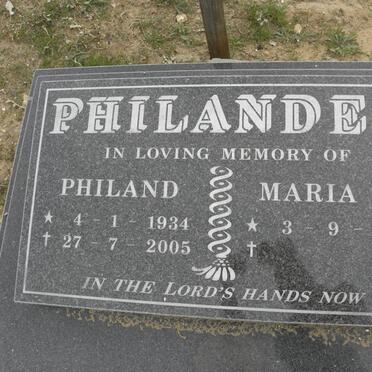 PHILANDE
IN LOVING MEMORY OF
PHILAND MARIA
★ 4 - 1 - 1934 ★ 3 9 -
† 27 - 7 - 2005 †
IN THE LORD'S HANDS NOW